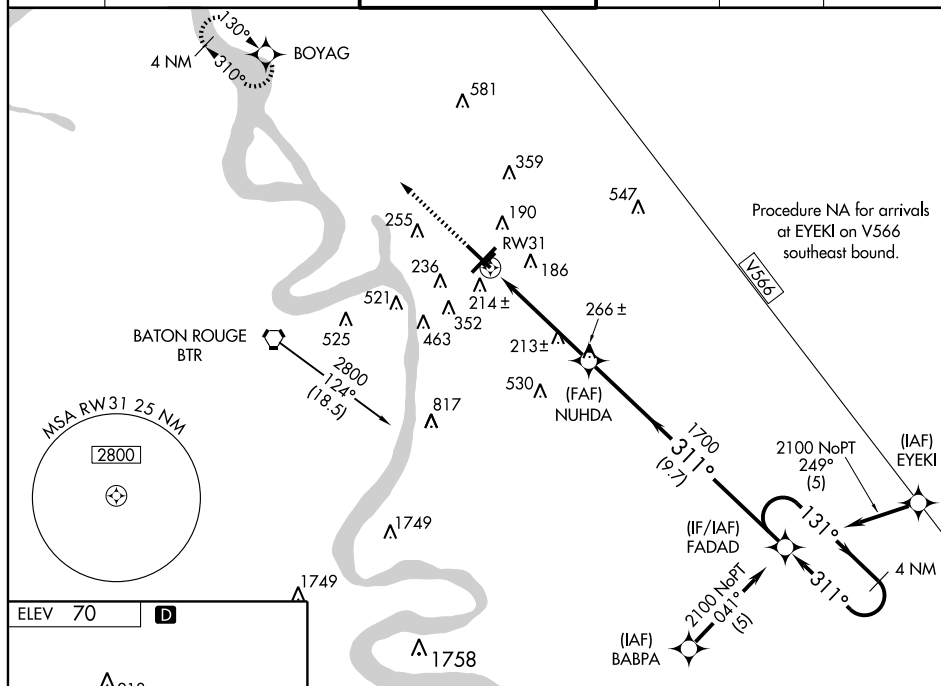 130°
4 NM
310°
BOYAG
581
359
547
190
255
RW31
186
236
214 ±
521
352
525
463
Procedure NA for arrivals
at EYEKI on V566
southeast bound.
V566
BATON ROUGE
BTR
2800
124°
(18.5)
266 ±
213±
(FAF)
NUHDA
530
817
1700
311°
(9.7)
MSA RW31 25 NM
2800
(IAF)
EYEKI
2100 NoPT
249°
(5)
131°
(IF/IAF)
FADAD
4 NM
311°
1749
1749
2100 NoPT
041°
(5)
(IAF)
BABPA
1758
ELEV 70
D